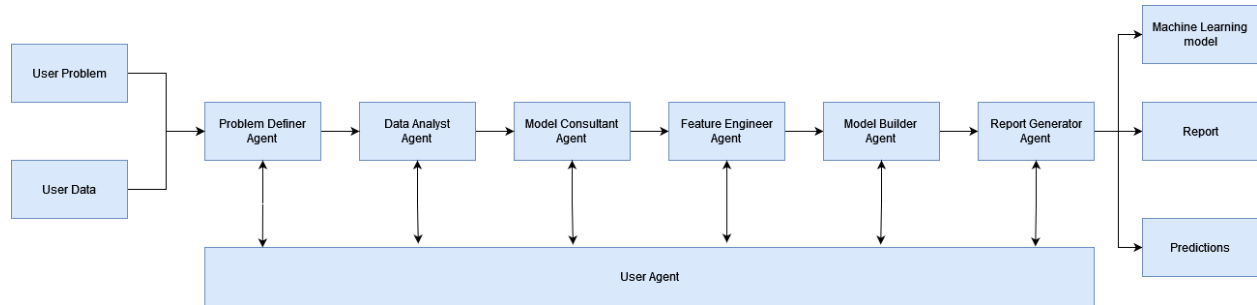 User Problem
User Data
Problem Definer
Agent
Data Analyst
Agent
Model Consultant
Agent
Feature Engineer
Agent
Model Builder
Agent
Report Generator
Agent
Machine Learning
model
Report
Predictions
User Agent